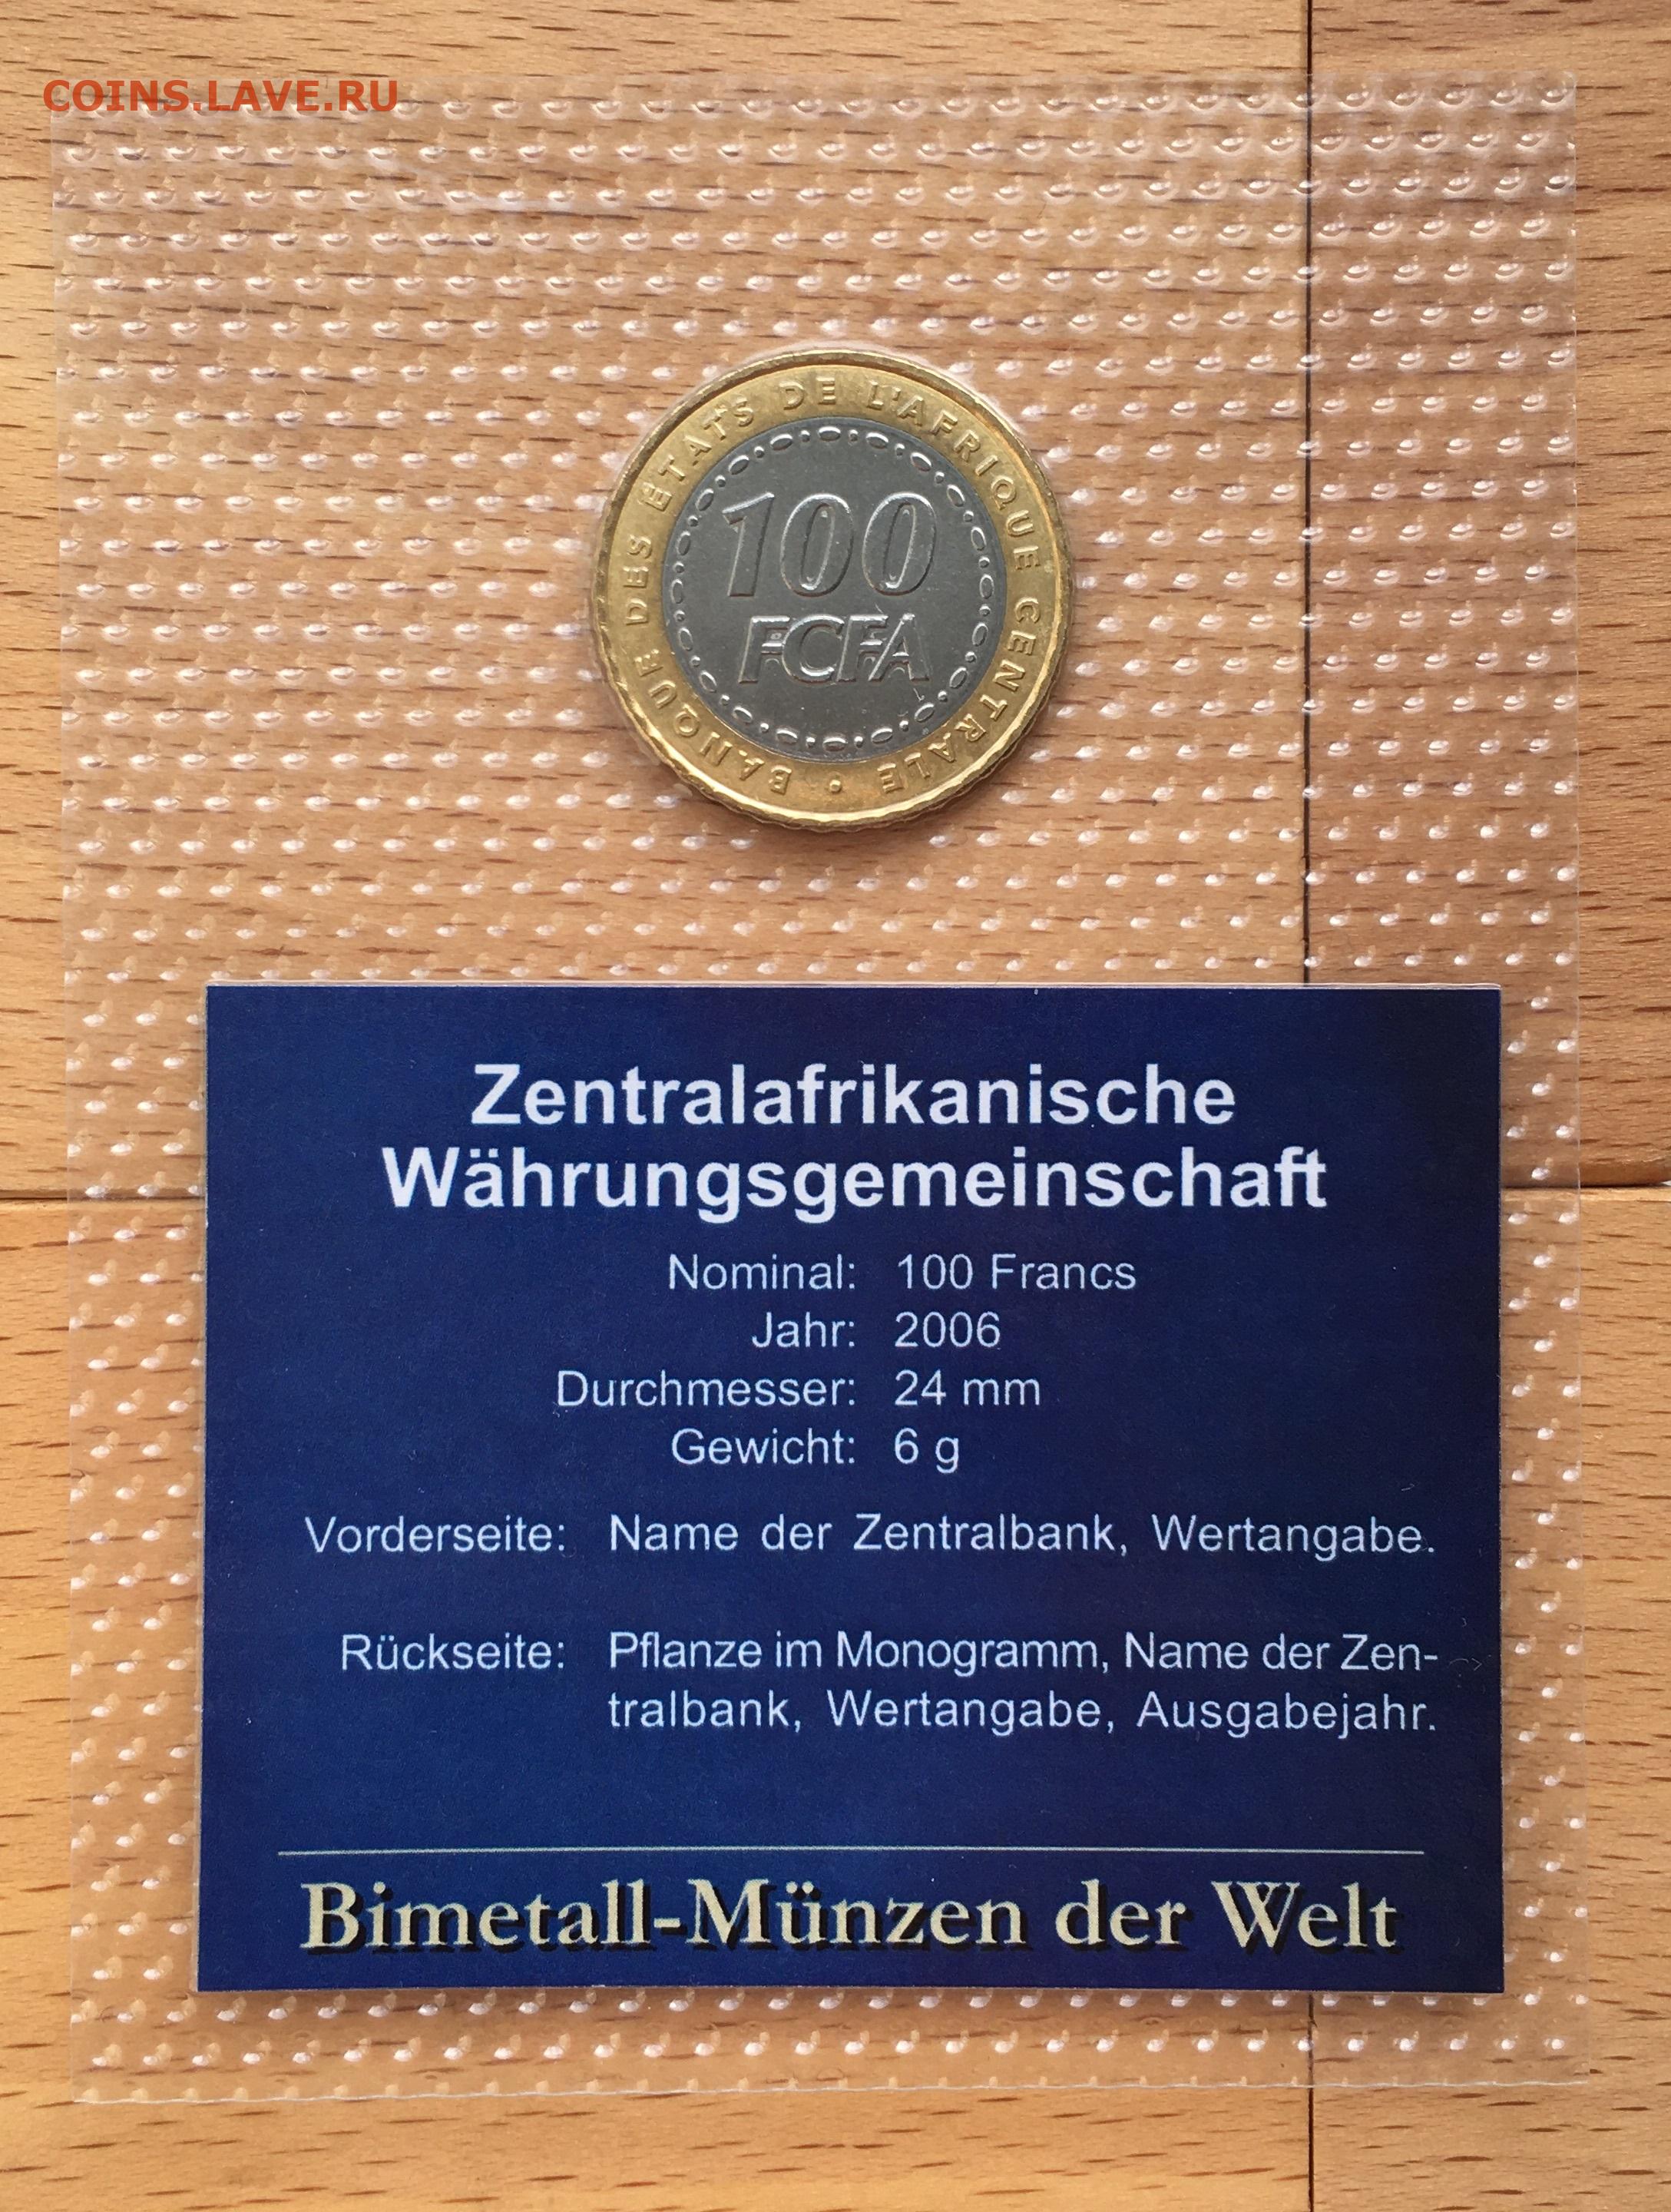 COINS.LAVE.RU
BANQUE DES ETATS DE L'AFRIQUE CENTRALE •
100
FCFA
Zentralafrikanische
Währungsgemeinschaft
Nominal: 100 Francs
Jahr: 2006
Durchmesser: 24 mm
Gewicht: 6 g
Vorderseite: Name der Zentralbank, Wertangabe.
Rückseite: Pflanze im Monogramm, Name der Zen-
tralbank, Wertangabe, Ausgabejahr.
Bimetall-Münzen der Welt